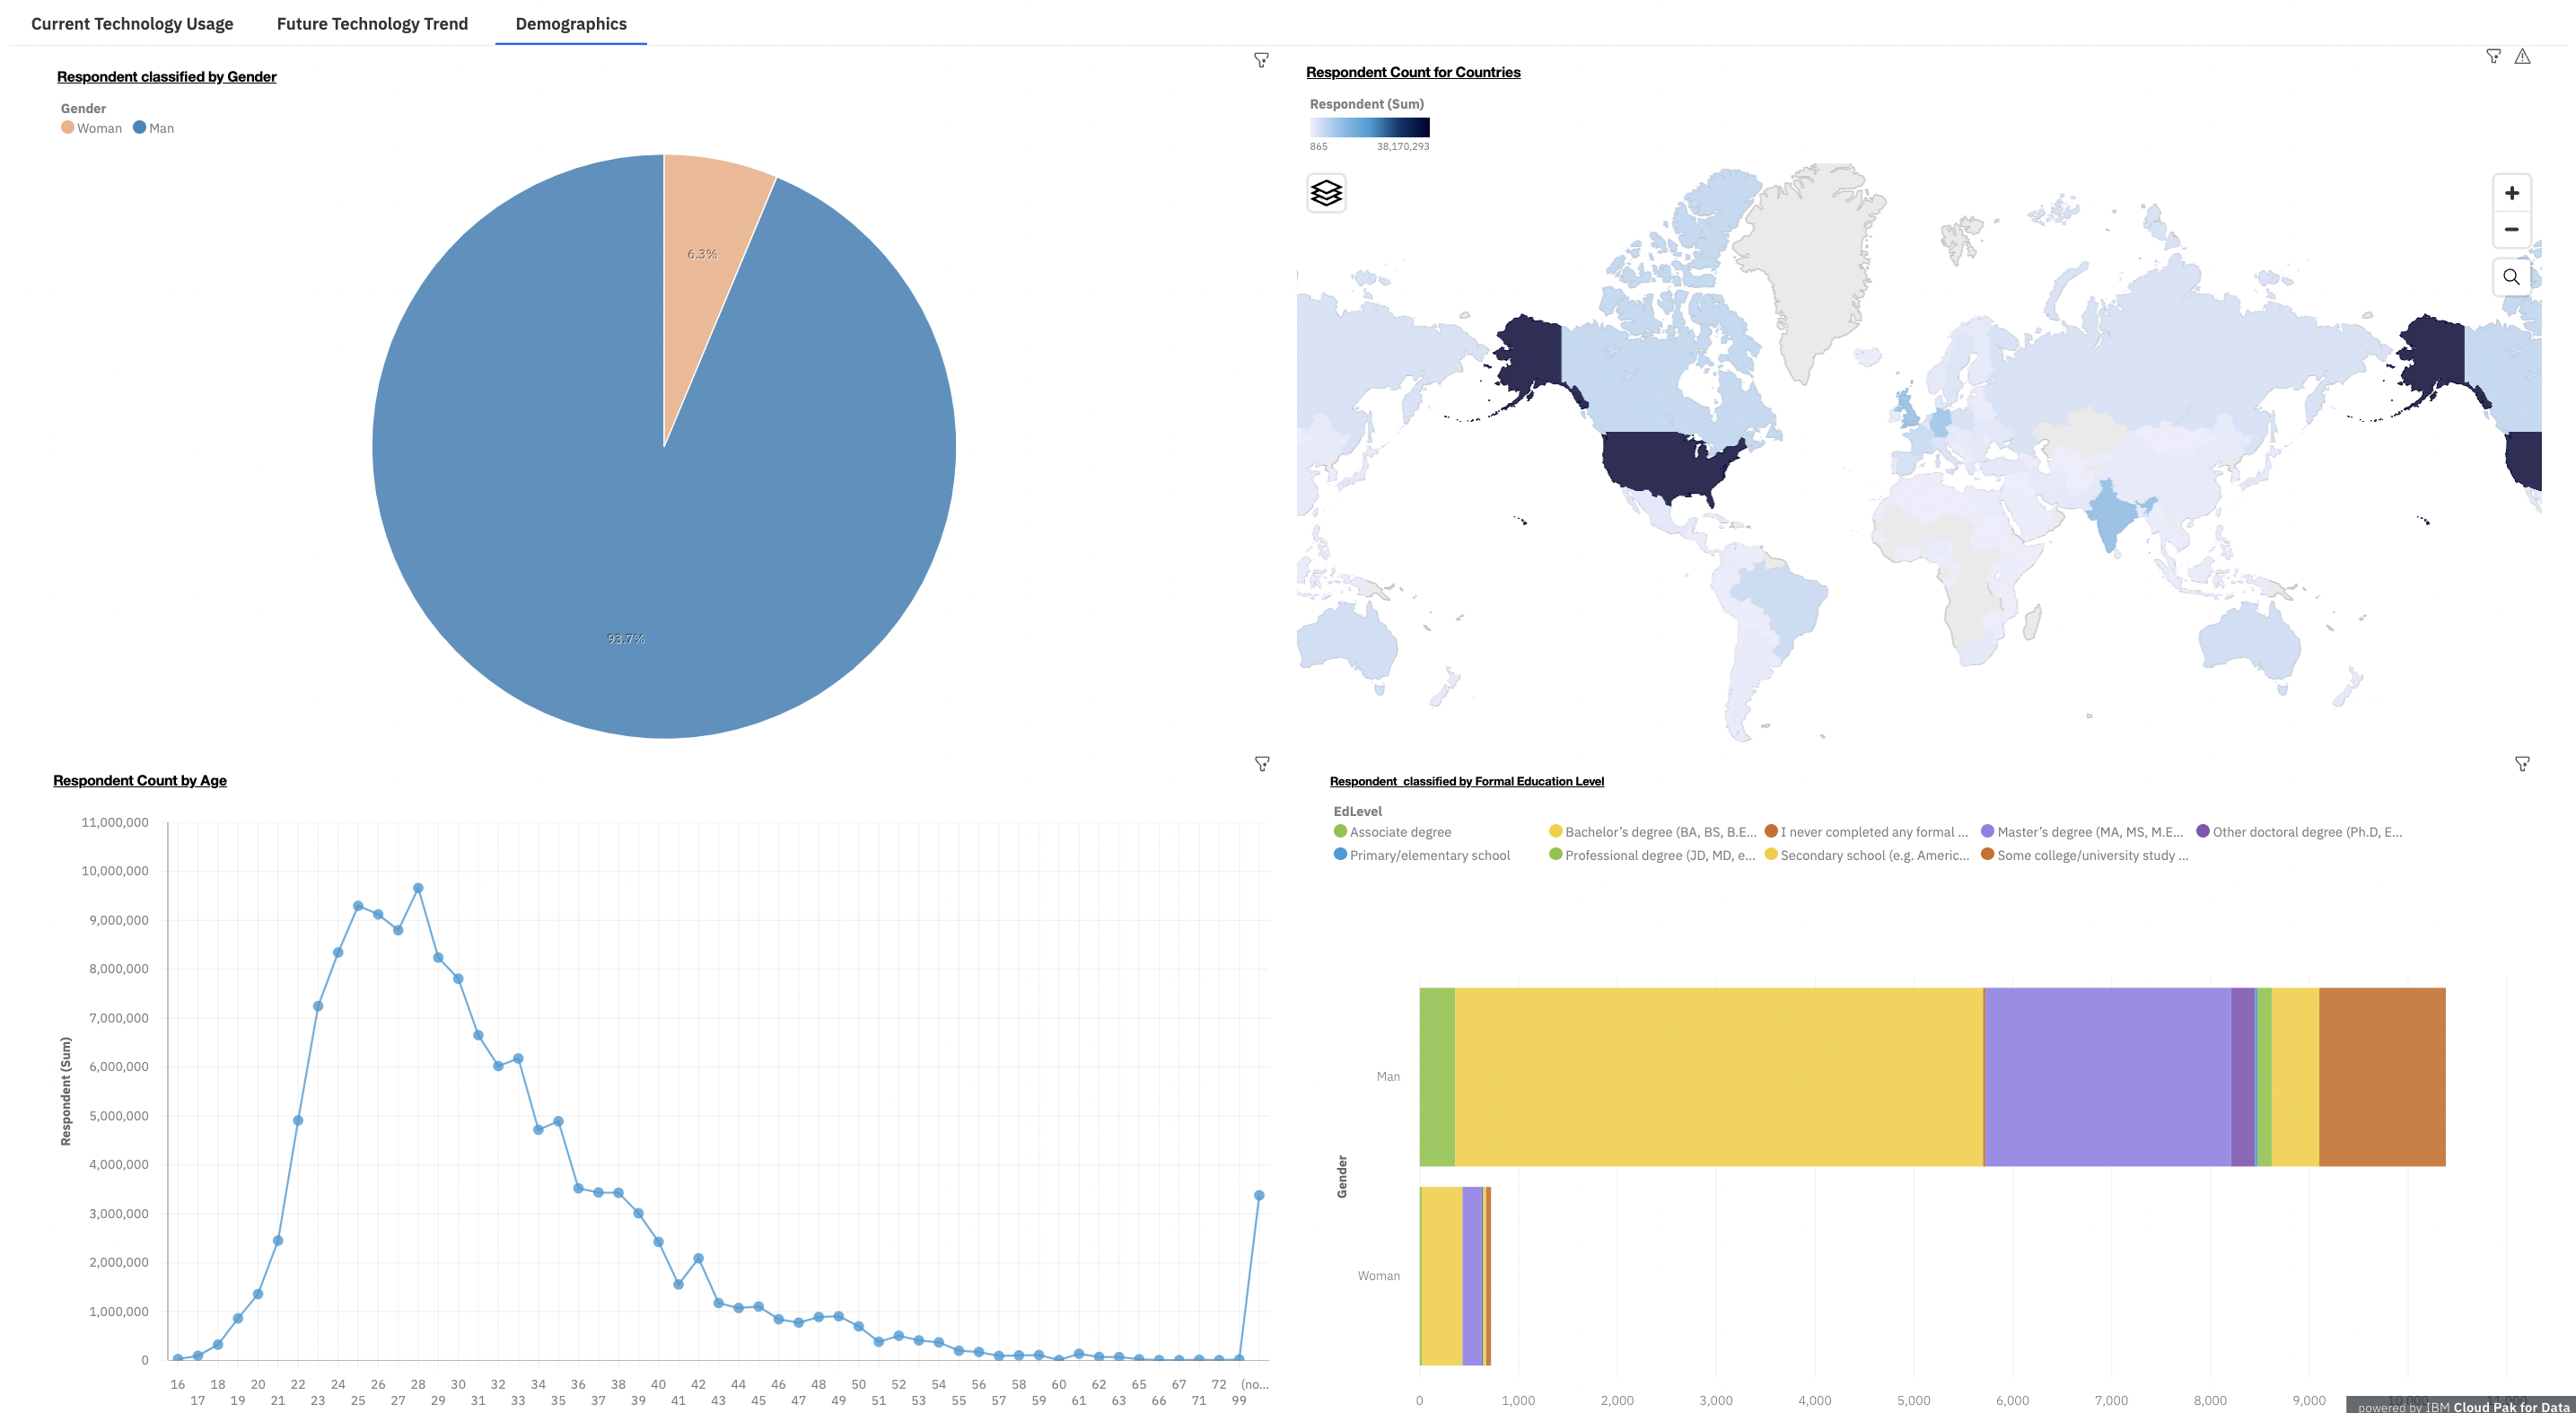 Current Technology Usage Future Technology Trend Demographics
Respondent classified by Gender
Gender
Woman Man
6.3%
93.7%
Respondent Count for Countries
Respondent (Sum)
865 38,170,293
Respondent Count by Age
Respondent (Sum)
11,000,000
10,000,000
9,000,000
8,000,000
7,000,000
6,000,000
5,000,000
4,000,000
3,000,000
2,000,000
1,000,000
0
16 18 20 22 24 26 28 30 32 34 36 38 40 42 44 46 48 50 52 54 56 58 60 62 65 67 72 (no...
17 19 21 23 25 27 29 31 33 35 37 39 41 43 45 47 49 51 53 55 57 59 61 63 66 71 99
Respondent classified by Formal Education Level
EdLevel
Associate degree Bachelor’s degree (BA, BS, B.E... I never completed any formal ... Master’s degree (MA, MS, M.E... Other doctoral degree (Ph.D, E...
Primary/elementary school Professional degree (JD, MD, e... Secondary school (e.g. Americ... Some college/university study ...
Gender
Man
Woman
0 1,000 2,000 3,000 4,000 5,000 6,000 7,000 8,000 9,000 10,000 11,000
powered by IBM Cloud Pak for Data